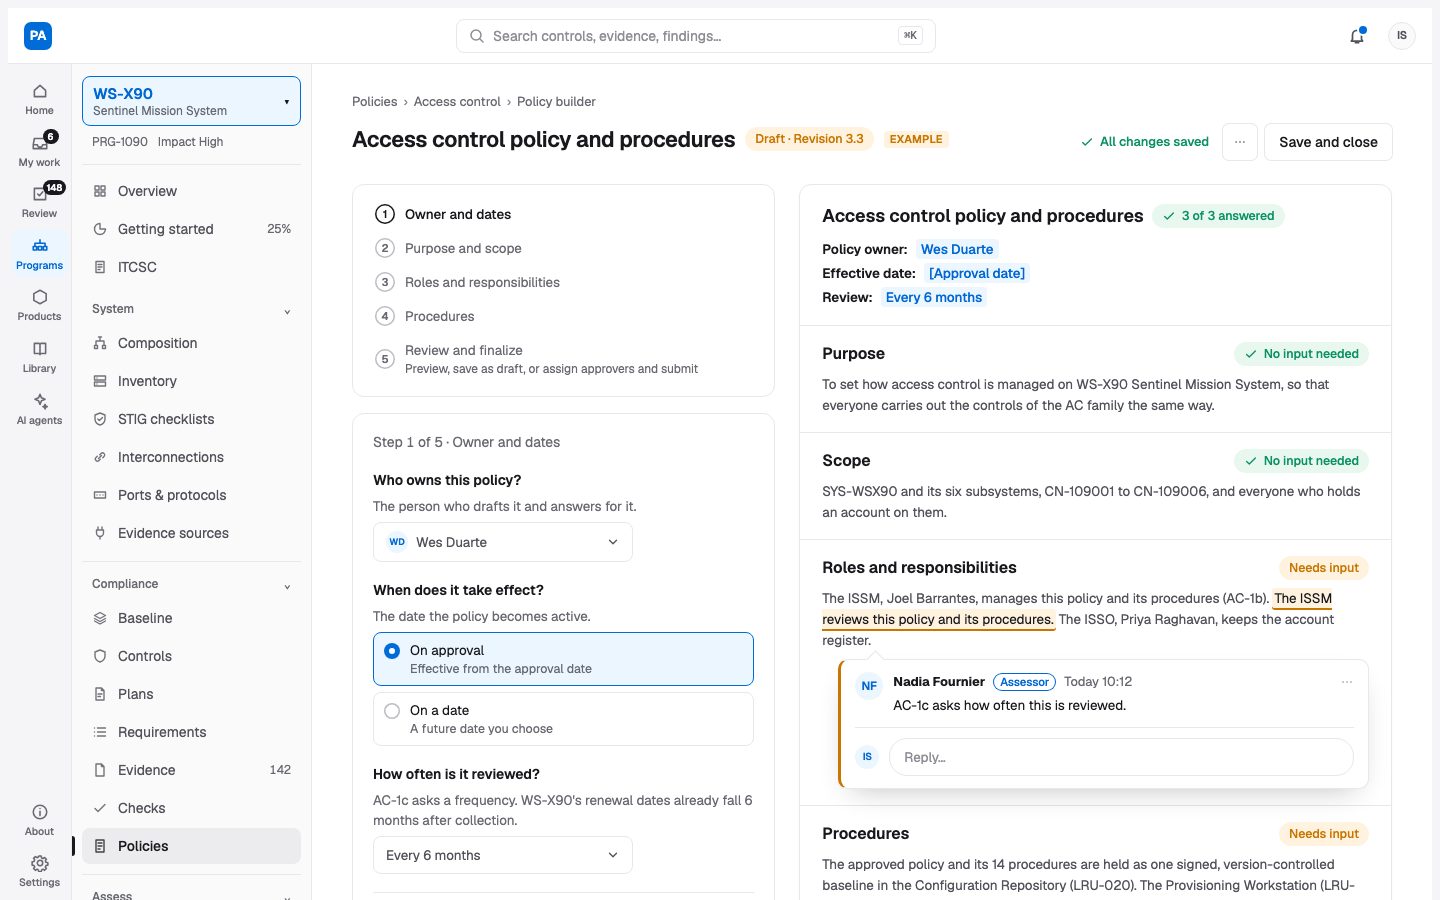 PA
Search controls, evidence, findings...
⌘K
IS
Home
6
My work
148
Review
Programs
Products
Library
AI agents
About
Settings
WS-X90
Sentinel Mission System
PRG-1090 Impact High
Overview
Getting started 25%
ITCSC
System
Composition
Inventory
STIG checklists
Interconnections
Ports & protocols
Evidence sources
Compliance
Baseline
Controls
Plans
Requirements
Evidence 142
Checks
Policies
Assess
Policies › Access control › Policy builder
Access control policy and procedures Draft · Revision 3.3 EXAMPLE
All changes saved ··· Save and close
1 Owner and dates
2 Purpose and scope
3 Roles and responsibilities
4 Procedures
5 Review and finalize
Preview, save as draft, or assign approvers and submit
Step 1 of 5 · Owner and dates
Who owns this policy?
The person who drafts it and answers for it.
WD Wes Duarte
When does it take effect?
The date the policy becomes active.
On approval
Effective from the approval date
On a date
A future date you choose
How often is it reviewed?
AC-1c asks a frequency. WS-X90's renewal dates already fall 6
months after collection.
Every 6 months
Access control policy and procedures 3 of 3 answered
Policy owner: Wes Duarte
Effective date: [Approval date]
Review: Every 6 months
Purpose No input needed
To set how access control is managed on WS-X90 Sentinel Mission System, so that
everyone carries out the controls of the AC family the same way.
Scope No input needed
SYS-WSX90 and its six subsystems, CN-109001 to CN-109006, and everyone who holds
an account on them.
Roles and responsibilities Needs input
The ISSM, Joel Barrantes, manages this policy and its procedures (AC-1b). The ISSM
reviews this policy and its procedures. The ISSO, Priya Raghavan, keeps the account
register.
NF Nadia Fournier Assessor Today 10:12 ···
AC-1c asks how often this is reviewed.
IS Reply...
Procedures Needs input
The approved policy and its 14 procedures are held as one signed, version-controlled
baseline in the Configuration Repository (LRU-020). The Provisioning Workstation (LRU-